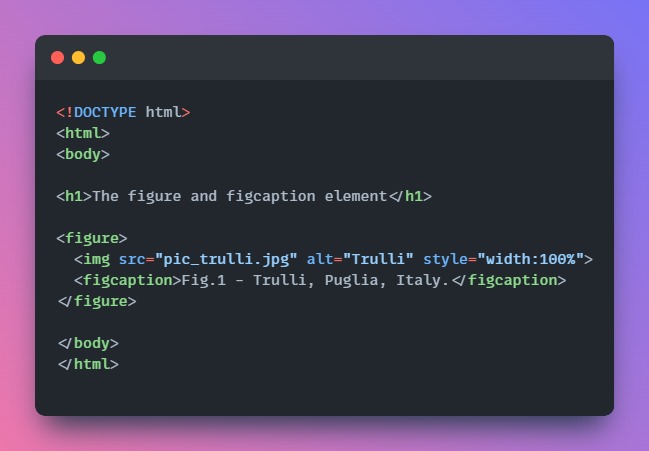 <!DOCTYPE html>
<html>
<body>
<h1>The figure and figcaption element</h1>
<figure>
<img src="pic_trulli.jpg" alt="Trulli" style="width:100%">
<figcaption>Fig.1 - Trulli, Puglia, Italy.</figcaption>
</figure>
</body>
</html>